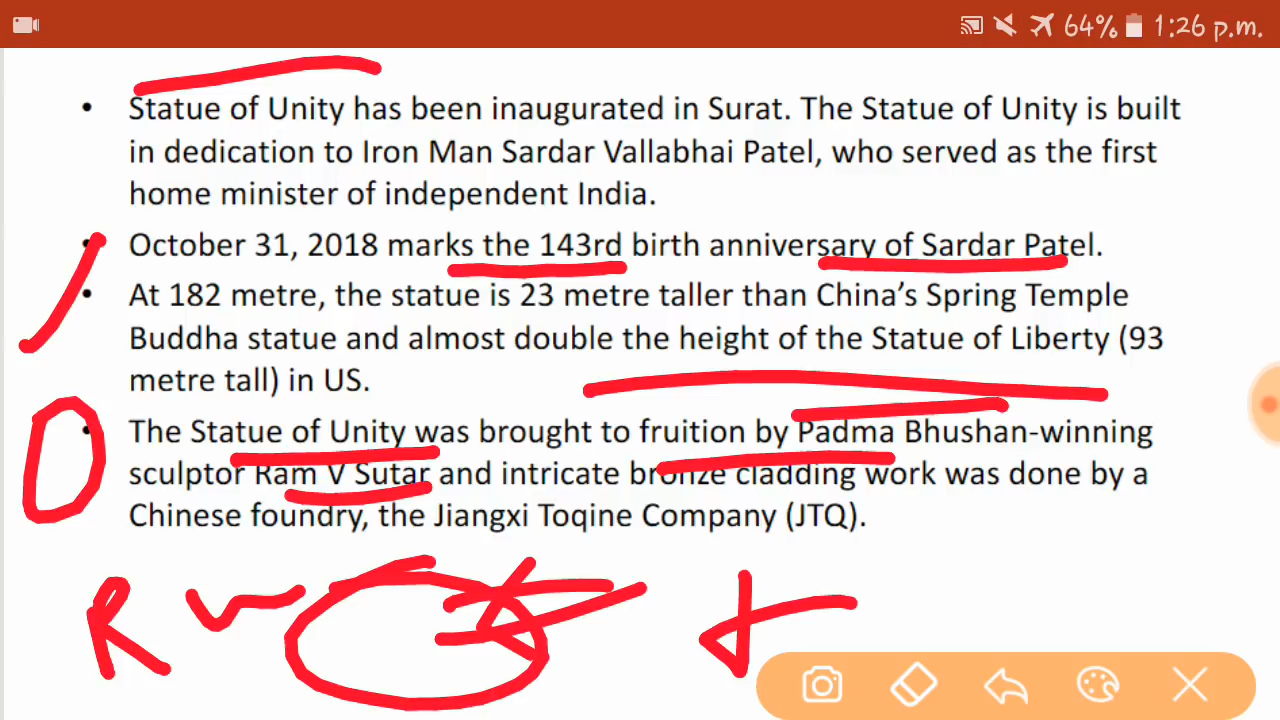 64% 1:26 p.m.
• Statue of Unity has been inaugurated in Surat. The Statue of Unity is built
in dedication to Iron Man Sardar Vallabhai Patel, who served as the first
home minister of independent India.
• October 31, 2018 marks the 143rd birth anniversary of Sardar Patel.
• At 182 metre, the statue is 23 metre taller than China's Spring Temple
Buddha statue and almost double the height of the Statue of Liberty (93
metre tall) in US.
• The Statue of Unity was brought to fruition by Padma Bhushan-winning
sculptor Ram V Sutar and intricate bronze cladding work was done by a
Chinese foundry, the Jiangxi Toqine Company (JTQ).